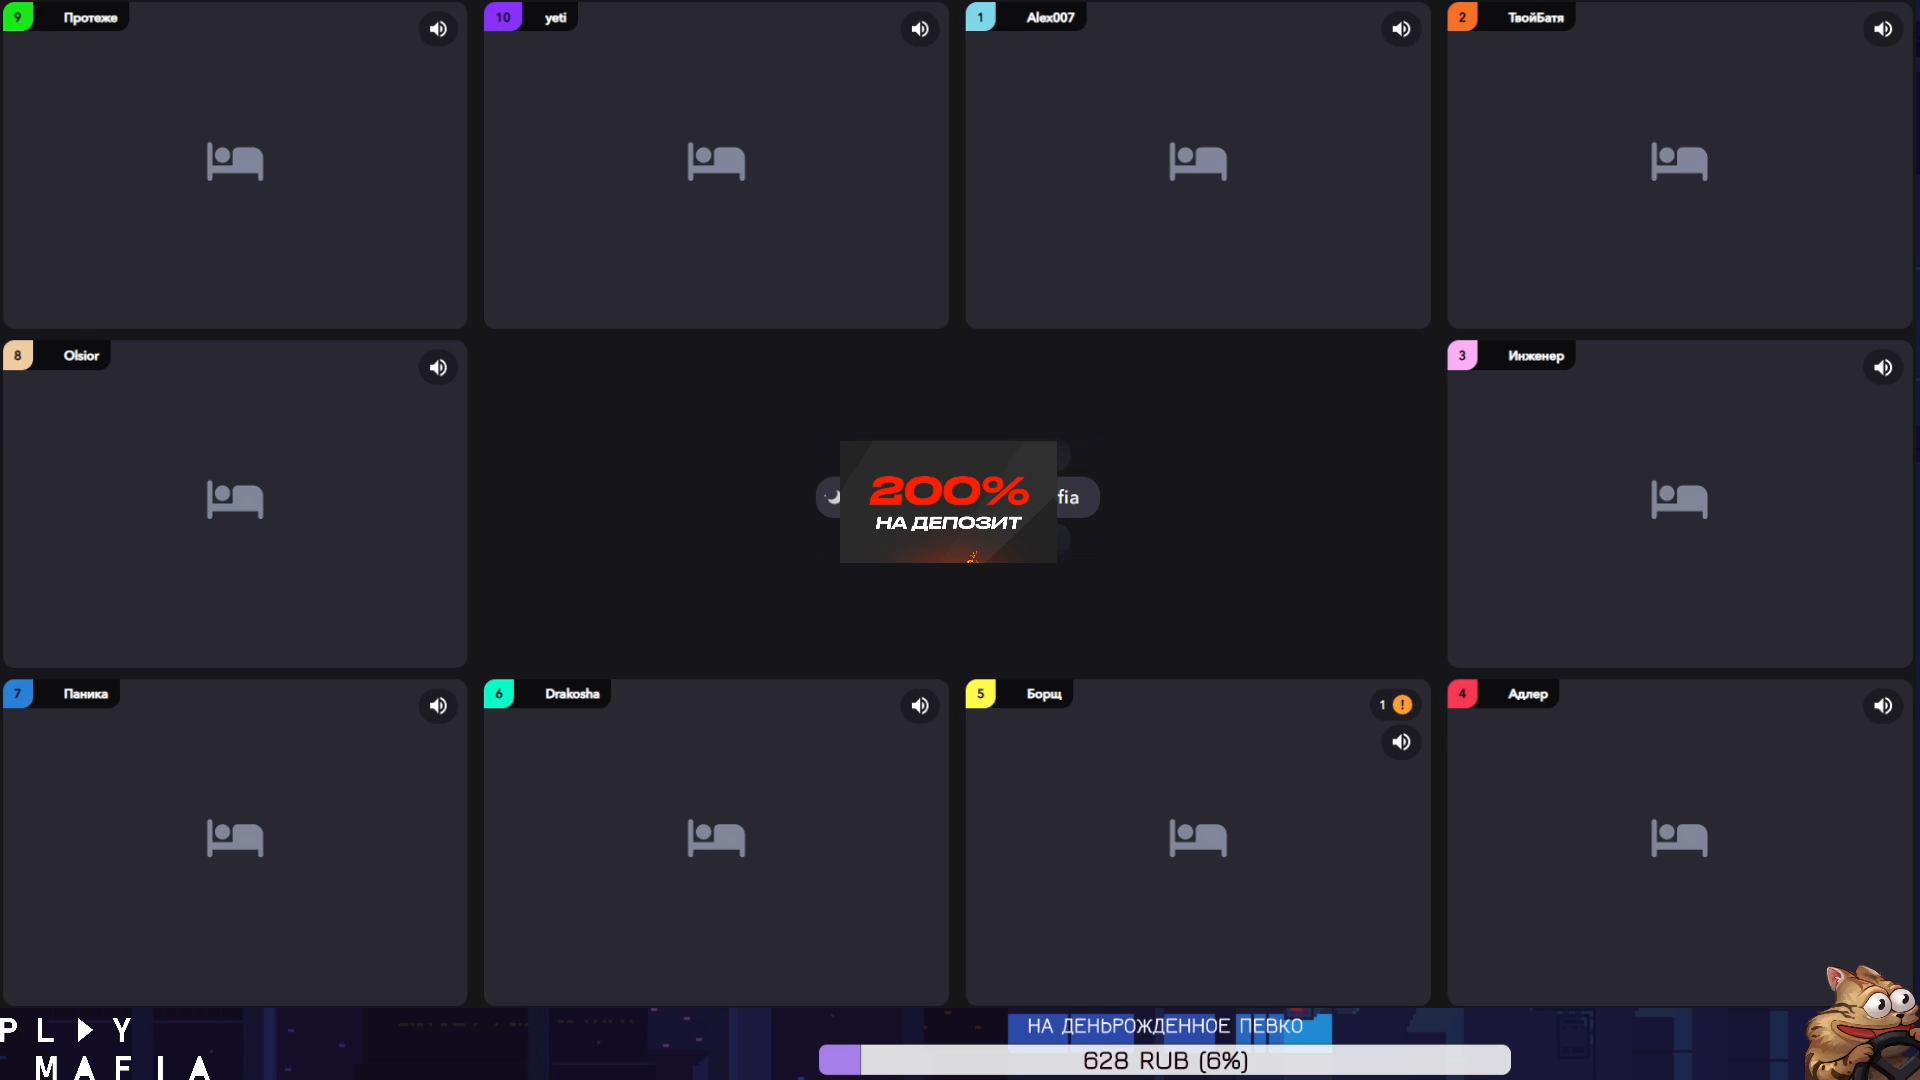 9 Протеже
10 yeti
1 Alex007
2 ТвойБатя
8 Olsior
3 Инженер
200%
НА ДЕПОЗИТ
fia
7 Паника
6 Drakosha
5 Борщ
1 !
4 Адлер
PLAY
MAFIA
НА ДЕНЬРОЖДЕННОЕ ПЕВКО
628 RUB (6%)